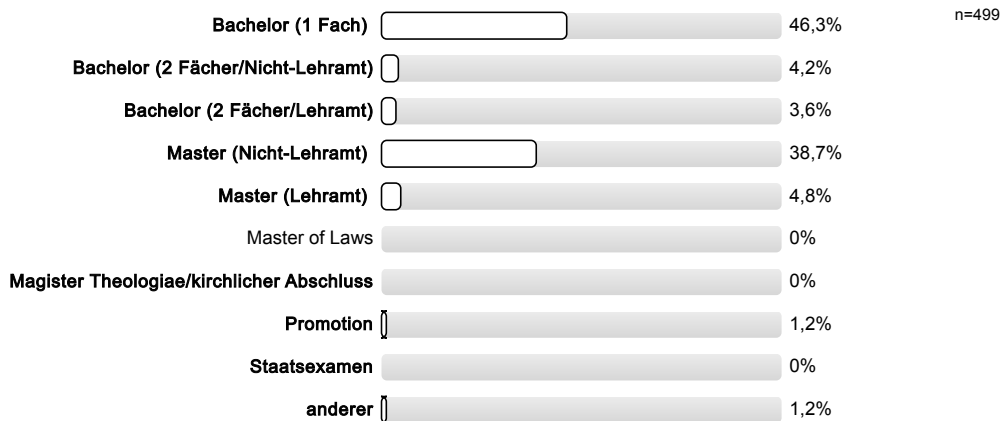 n=499
Bachelor (1 Fach) 46,3%
Bachelor (2 Fächer/Nicht-Lehramt) 4,2%
Bachelor (2 Fächer/Lehramt) 3,6%
Master (Nicht-Lehramt) 38,7%
Master (Lehramt) 4,8%
Master of Laws 0%
Magister Theologiae/kirchlicher Abschluss 0%
Promotion 1,2%
Staatsexamen 0%
anderer 1,2%